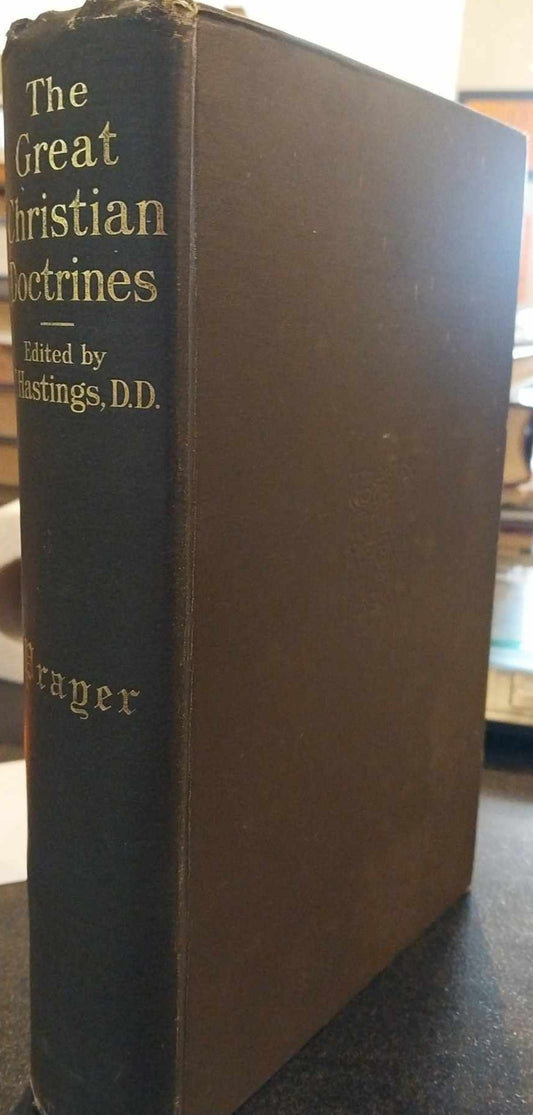 The
Great
Christian
Doctrines
Edited by
Hastings, D.D.
Prayer